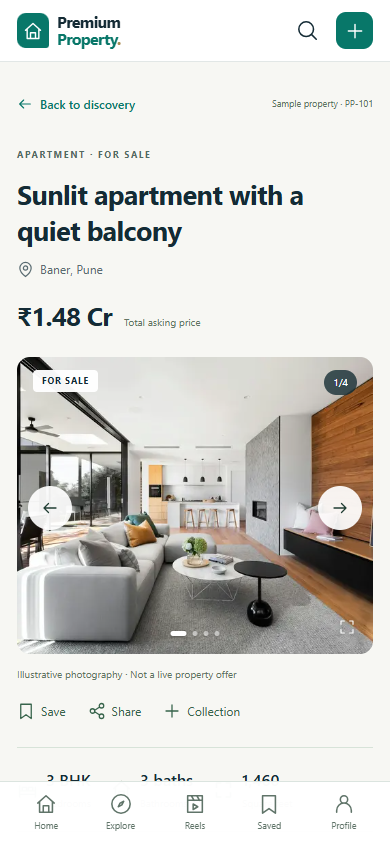 Premium
Property.
Back to discovery
Sample property · PP-101
APARTMENT · FOR SALE
Sunlit apartment with a
quiet balcony
Baner, Pune
₹1.48 Cr Total asking price
FOR SALE
1/4
Illustrative photography · Not a live property offer
Save Share Collection
3 BHK 3 baths 1,460
Home Explore Reels Saved Profile